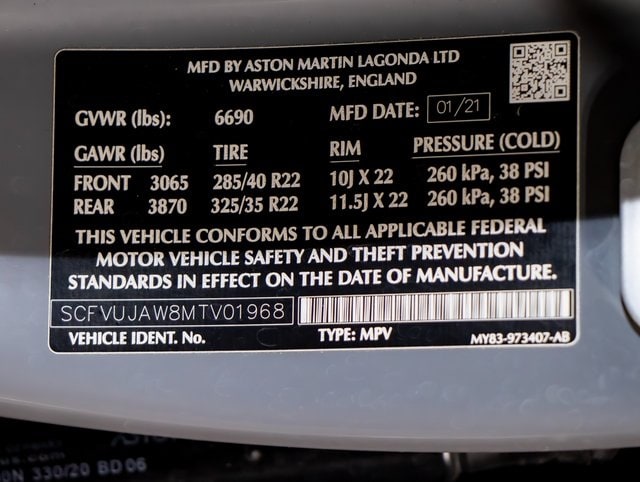 MFD BY ASTON MARTIN LAGONDA LTD
WARWICKSHIRE, ENGLAND
GVWR (lbs): 6690 MFD DATE: 01/21
GAWR (lbs) TIRE RIM PRESSURE (COLD)
FRONT 3065 285/40 R22 10J X 22 260 kPa, 38 PSI
REAR 3870 325/35 R22 11.5J X 22 260 kPa, 38 PSI
THIS VEHICLE CONFORMS TO ALL APPLICABLE FEDERAL
MOTOR VEHICLE SAFETY AND THEFT PREVENTION
STANDARDS IN EFFECT ON THE DATE OF MANUFACTURE.
SCFVUJAW8MTV01968
VEHICLE IDENT. No. TYPE: MPV MY83-973407-AB
330/20 BD06